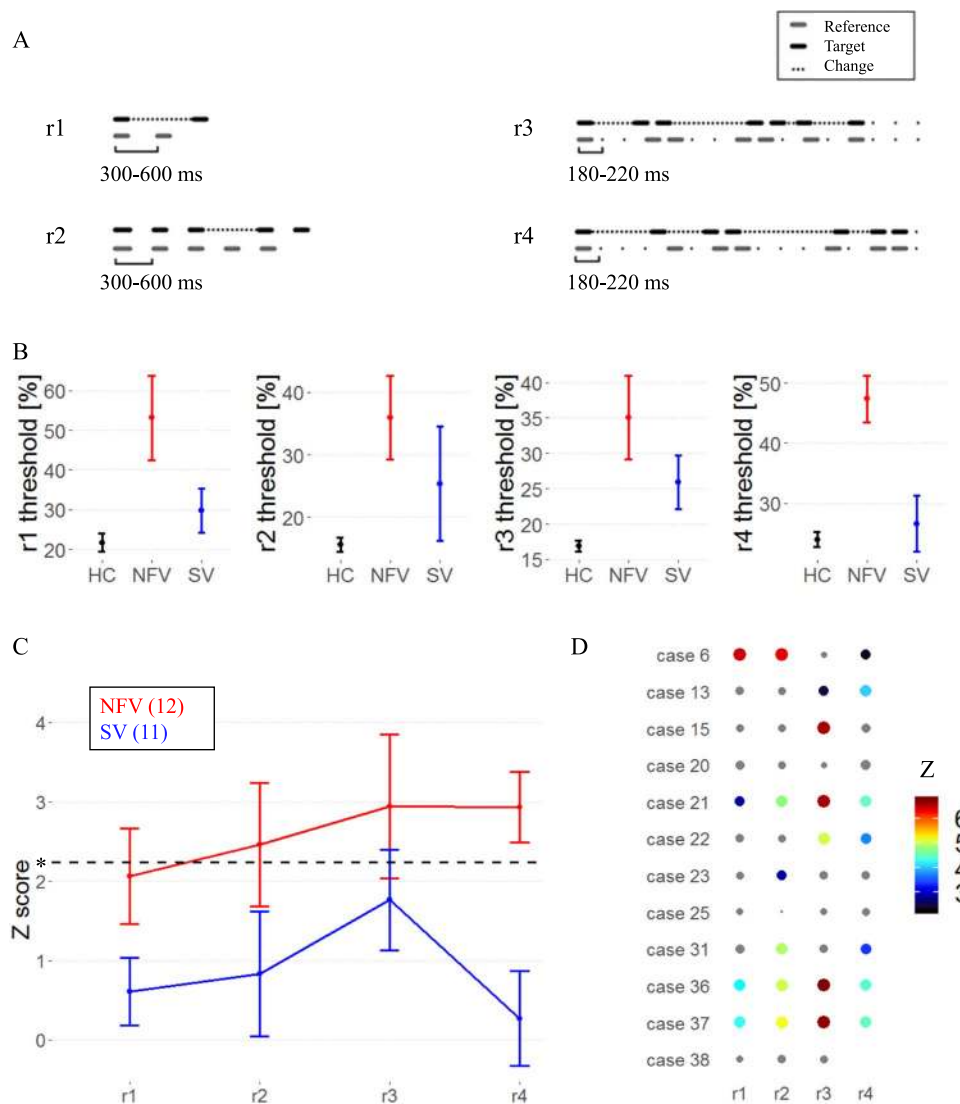 A
Reference
Target
Change
r1
300-600 ms
r3
180-220 ms
r2
300-600 ms
r4
180-220 ms
B
r1 threshold [%]
60
50
40
30
20
HC NFV SV
r2 threshold [%]
40
30
20
HC NFV SV
r3 threshold [%]
40
35
30
25
20
15
HC NFV SV
r4 threshold [%]
50
40
30
HC NFV SV
C
NFV (12)
SV (11)
Z score
4
3
*
2
1
0
r1 r2 r3 r4
D
case 6
case 13
case 15
case 20
case 21
case 22
case 23
case 25
case 31
case 36
case 37
case 38
r1 r2 r3 r4
Z